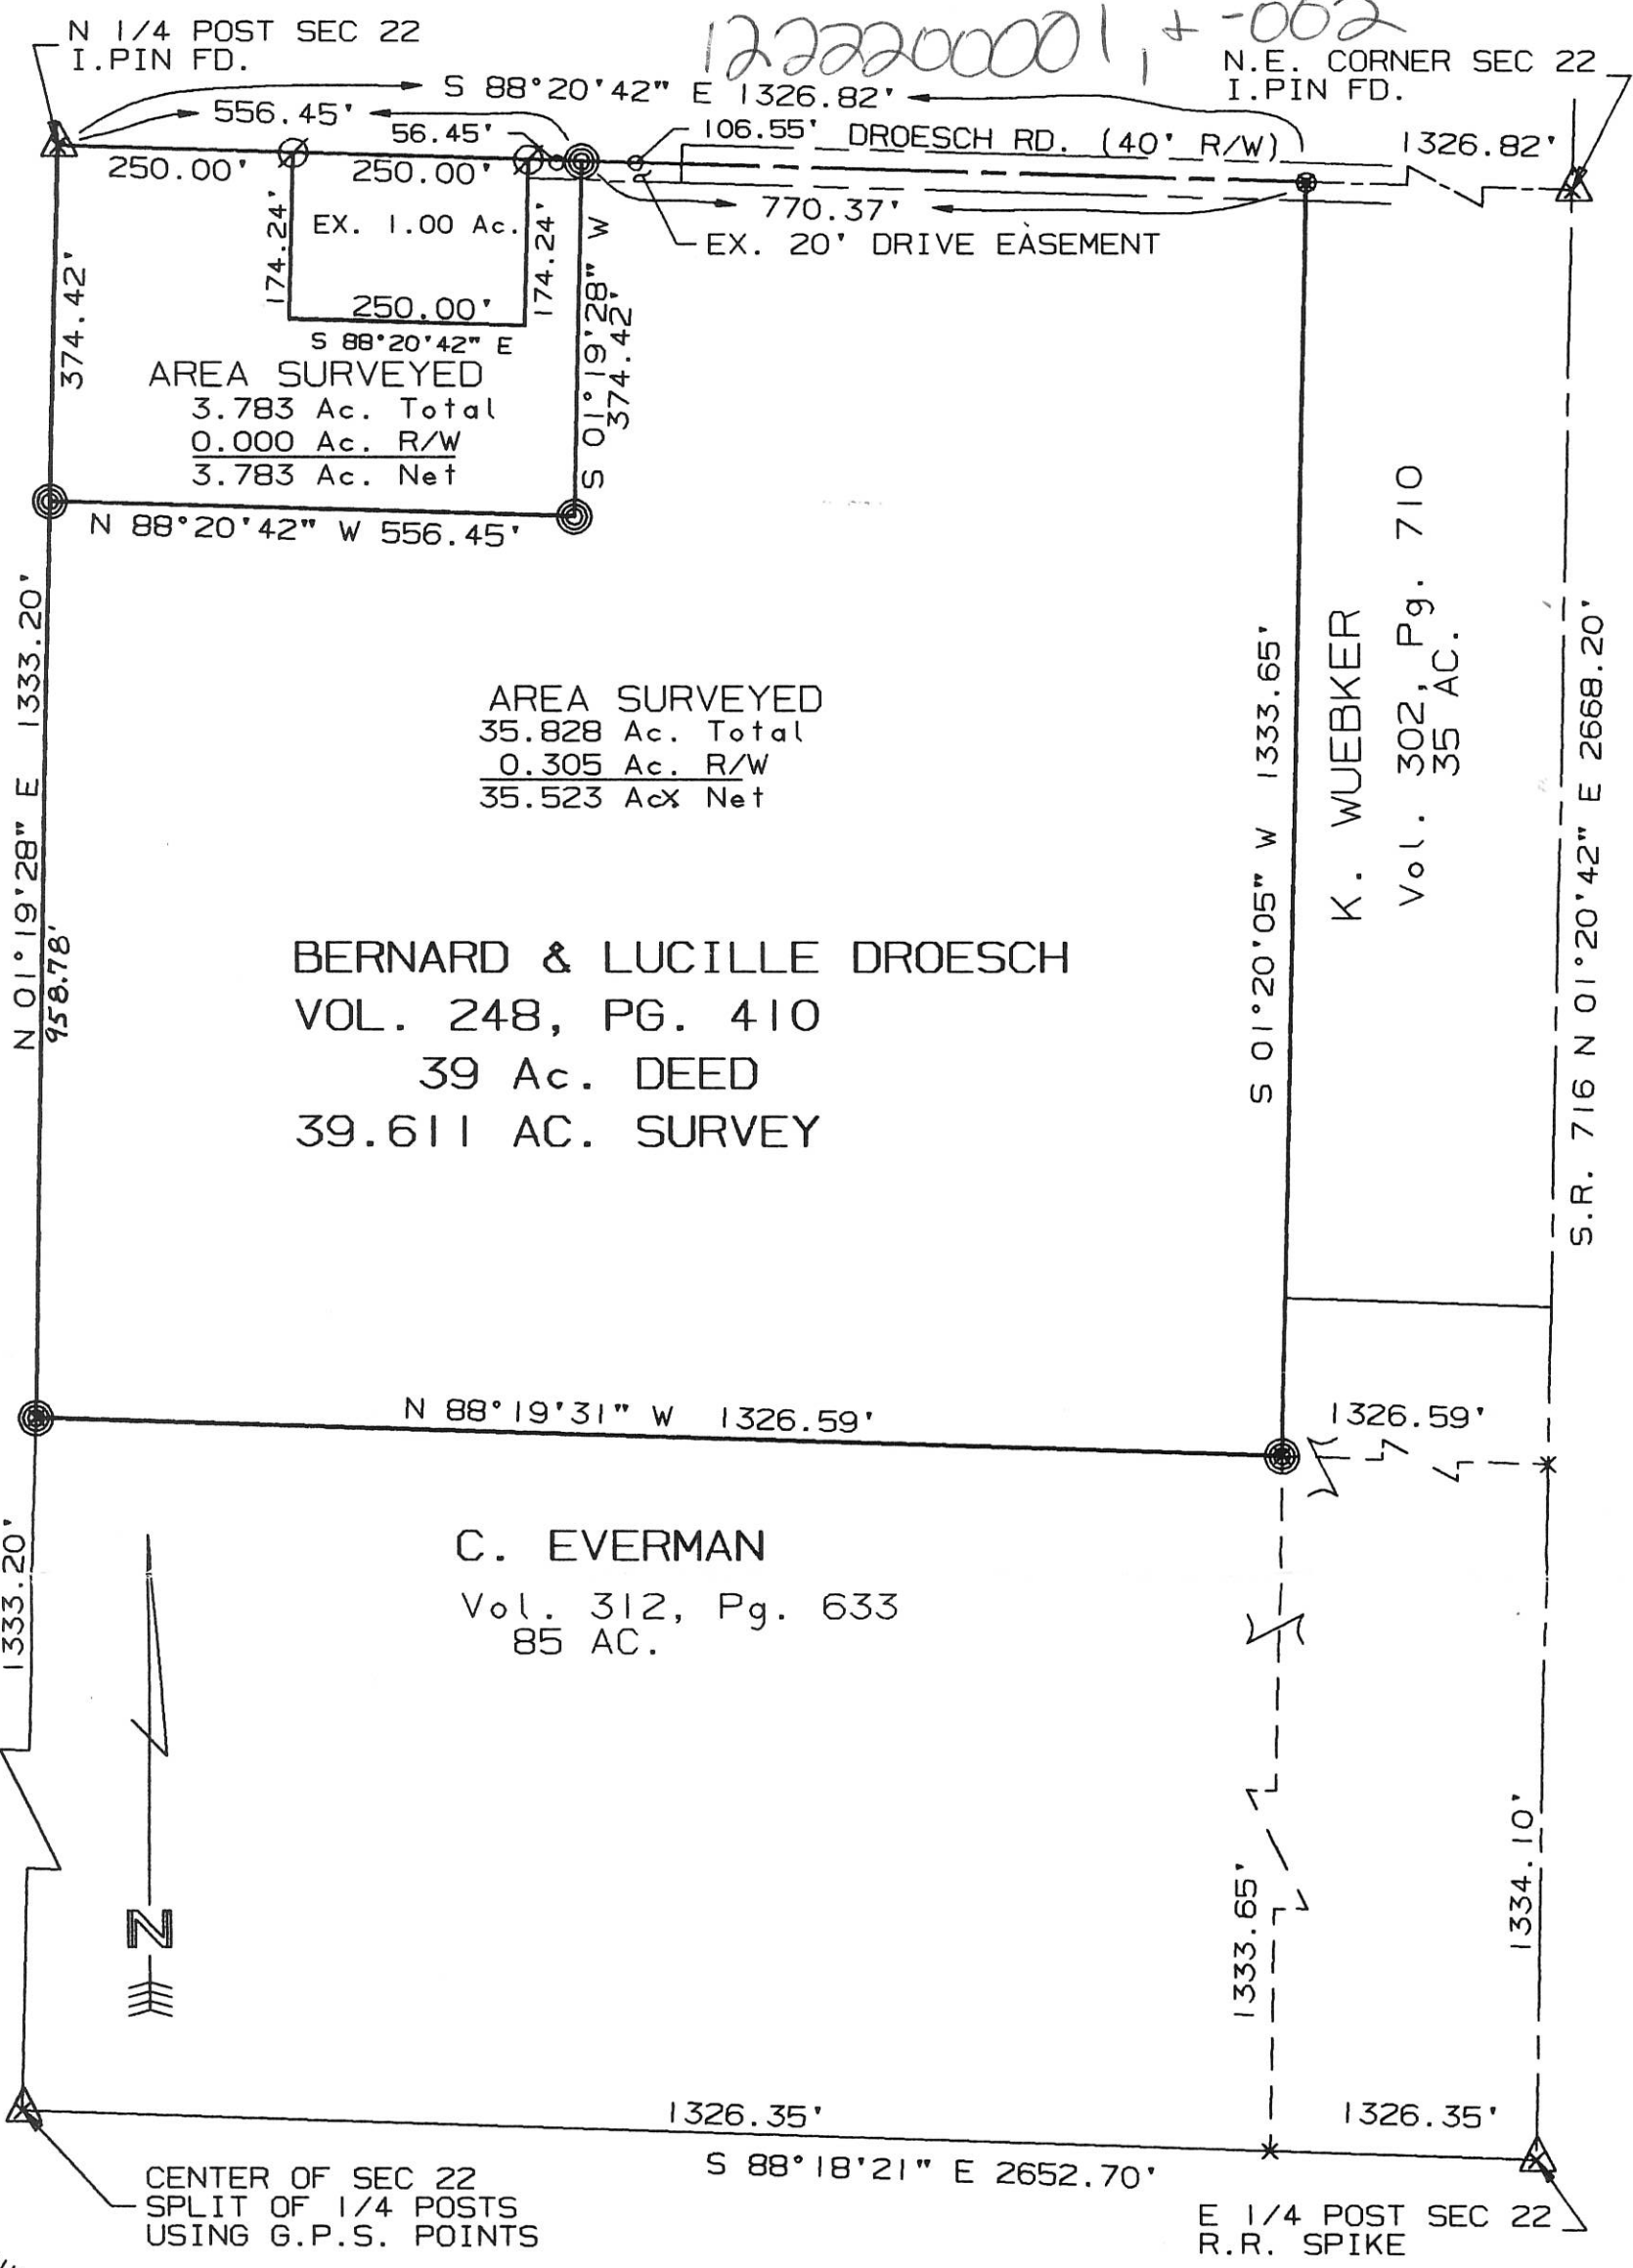 122220000 1, + -002
N 1/4 POST SEC 22
I.PIN FD.
N.E. CORNER SEC 22
I.PIN FD.
S 88°20'42" E 1326.82'
556.45'
56.45'
106.55'
DROESCH RD. (40' R/W)
1326.82'
250.00'
250.00'
770.37'
EX. 20' DRIVE EASEMENT
174.24'
EX. 1.00 Ac.
174.24'
250.00'
S 88°20'42" E
374.42'
S 01°19'28" W
374.42'
AREA SURVEYED
3.783 Ac. Total
0.000 Ac. R/W
3.783 Ac. Net
N 88°20'42" W 556.45'
N 01°19'28" E 1333.20'
958.78'
AREA SURVEYED
35.828 Ac. Total
0.305 Ac. R/W
35.523 Acx Net
S 01°20'05" W 1333.65'
K. WUEBKER
Vol. 302, Pg. 710
35 AC.
S.R. 716 N 01°20'42" E 2668.20'
BERNARD & LUCILLE DROESCH
VOL. 248, PG. 410
39 Ac. DEED
39.611 AC. SURVEY
N 88°19'31" W 1326.59'
1326.59'
1333.20'
C. EVERMAN
Vol. 312, Pg. 633
85 AC.
N
1333.65'
1334.10'
1326.35'
1326.35'
S 88°18'21" E 2652.70'
CENTER OF SEC 22
SPLIT OF 1/4 POSTS
USING G.P.S. POINTS
E 1/4 POST SEC 22
R.R. SPIKE